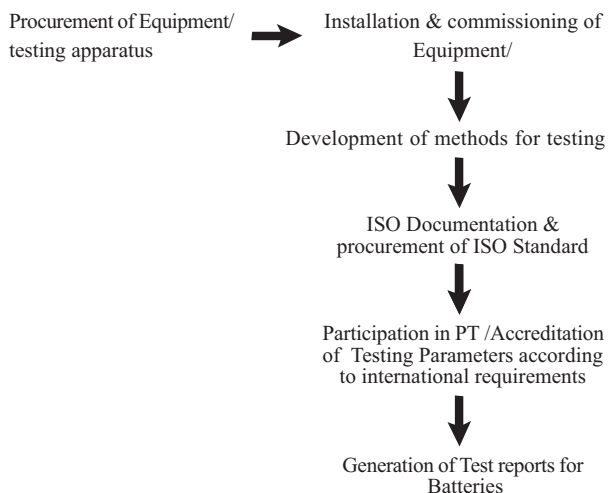 Procurement of Equipment/
testing apparatus
Installation & commissioning of
Equipment/
Development of methods for testing
ISO Documentation &
procurement of ISO Standard
Participation in PT /Accreditation
of Testing Parameters according
to international requirements
Generation of Test reports for
Batteries